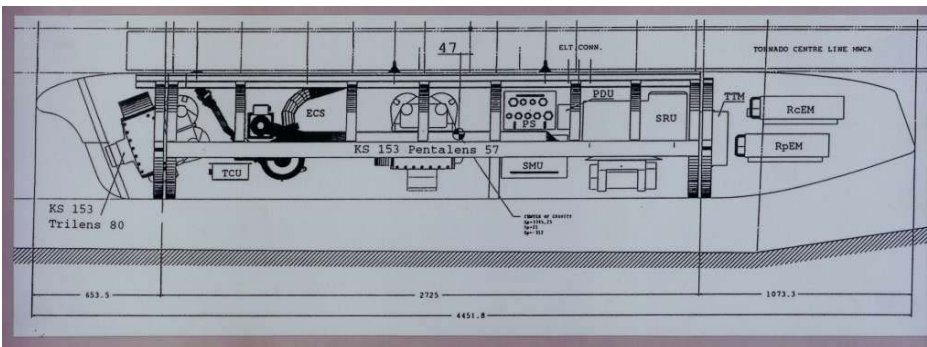 47
ELT.CONN.
TORNADO CENTRE LINE MWCA
PDU
TTM
RcEM
ECS
PS
SRU
RpEM
KS 153 Pentalens 57
TCU
SMU
KS 153
Trilens 80
CENTER OF GRAVITY
653.5
2725
1073.3
4451.8